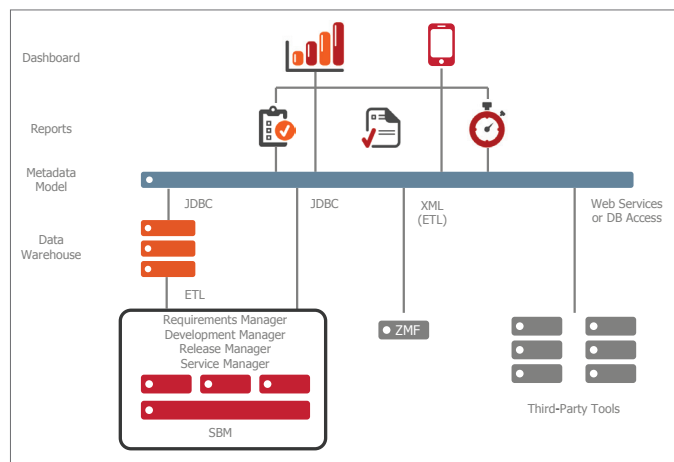 Dashboard
Reports
Metadata
Model
JDBC
JDBC
XML
(ETL)
Web Services
or DB Access
Data
Warehouse
ETL
Requirements Manager
Development Manager
Release Manager
Service Manager
SBM
ZMF
Third-Party Tools